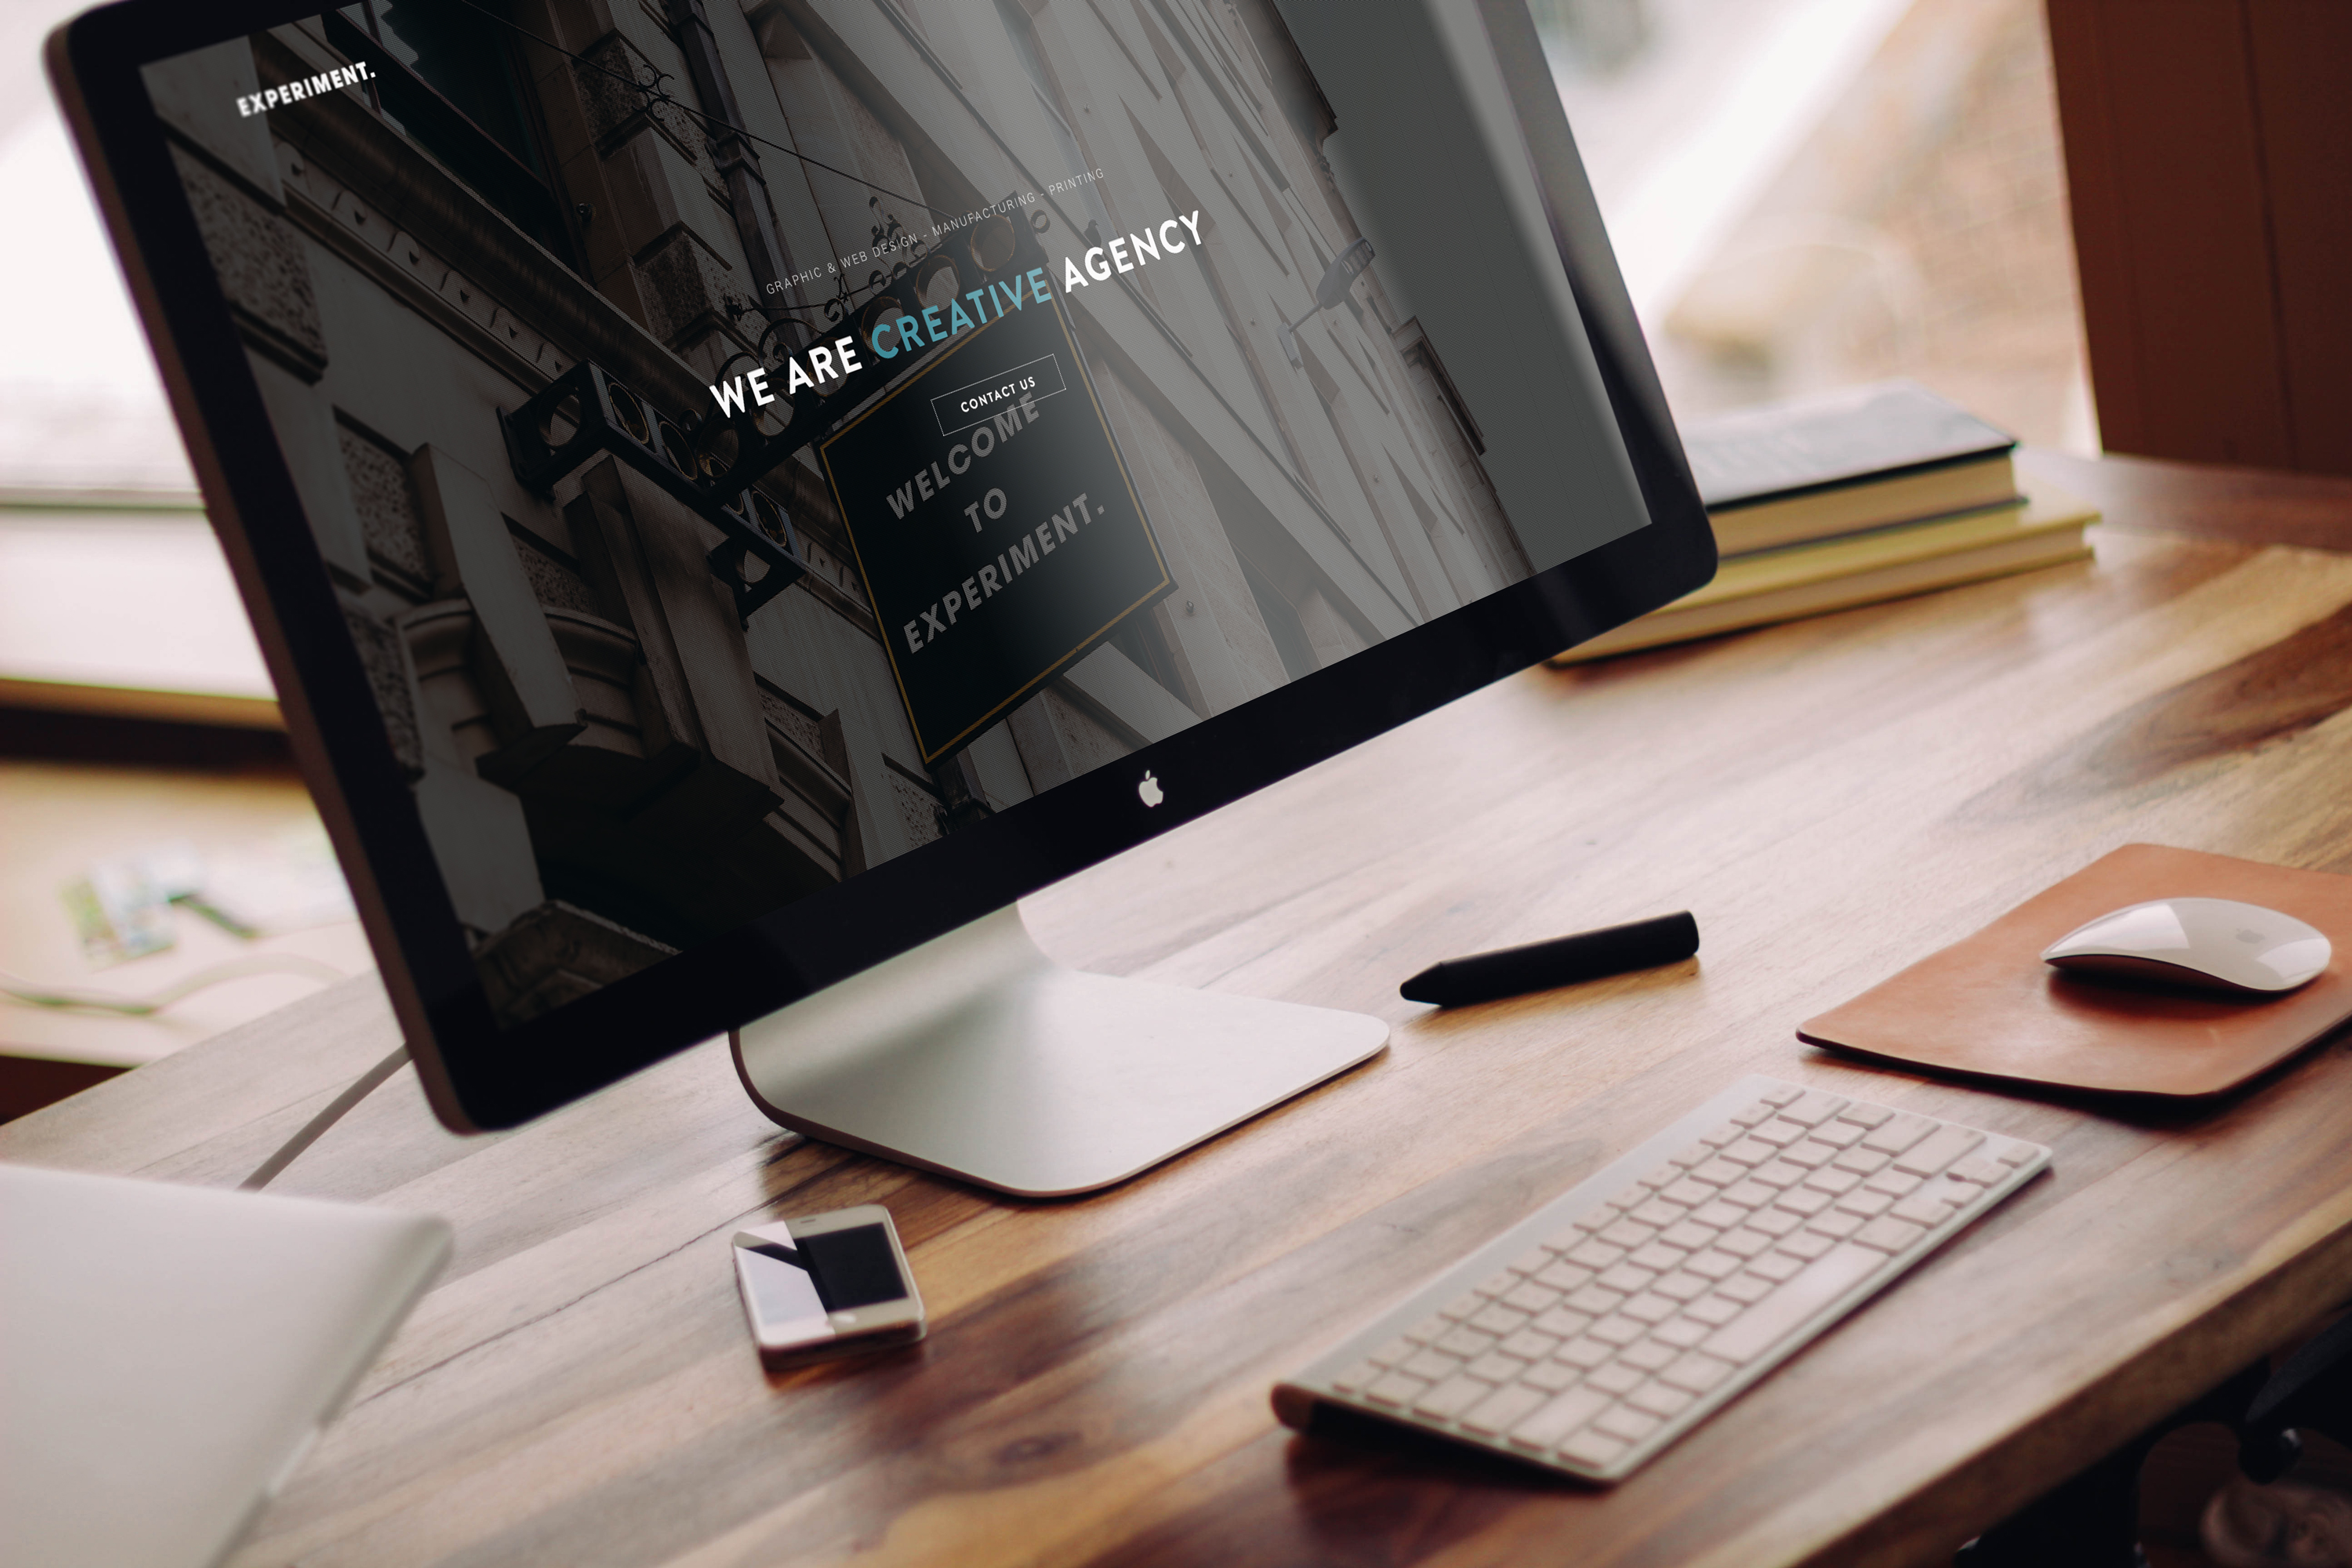 EXPERIMENT.
GRAPHIC & WEB DESIGN - MANUFACTURING - PRINTING
WE ARE CREATIVE AGENCY
CONTACT US
WELCOME
TO
EXPERIMENT.